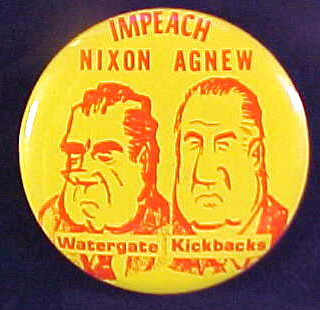 IMPEACH
NIXON AGNEW
Watergate Kickbacks